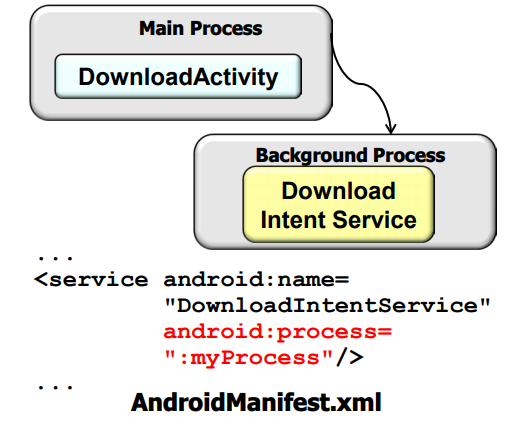 Main Process
DownloadActivity
Background Process
Download
Intent Service
...
<service android:name=
"DownloadIntentService"
android:process=
":myProcess"/>
...
AndroidManifest.xml